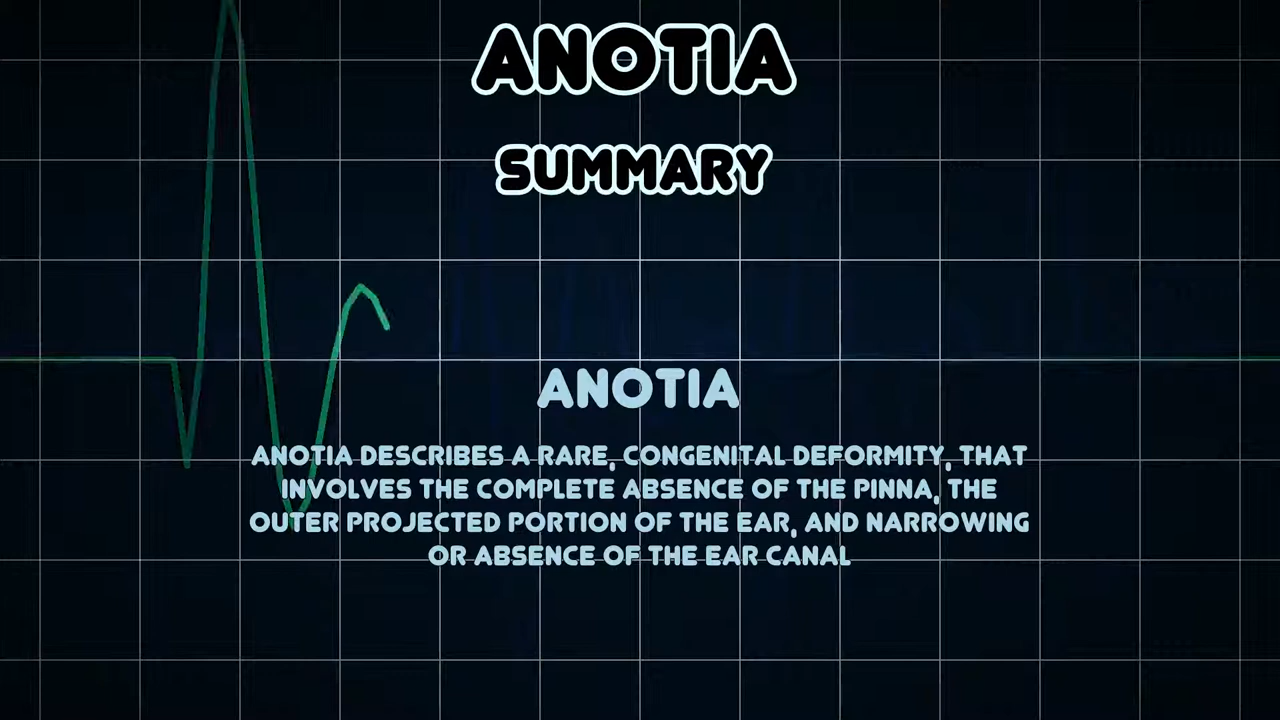 ANOTIA
SUMMARY
ANOTIA
ANOTIA DESCRIBES A RARE, CONGENITAL DEFORMITY, THAT
INVOLVES THE COMPLETE ABSENCE OF THE PINNA, THE
OUTER PROJECTED PORTION OF THE EAR, AND NARROWING
OR ABSENCE OF THE EAR CANAL